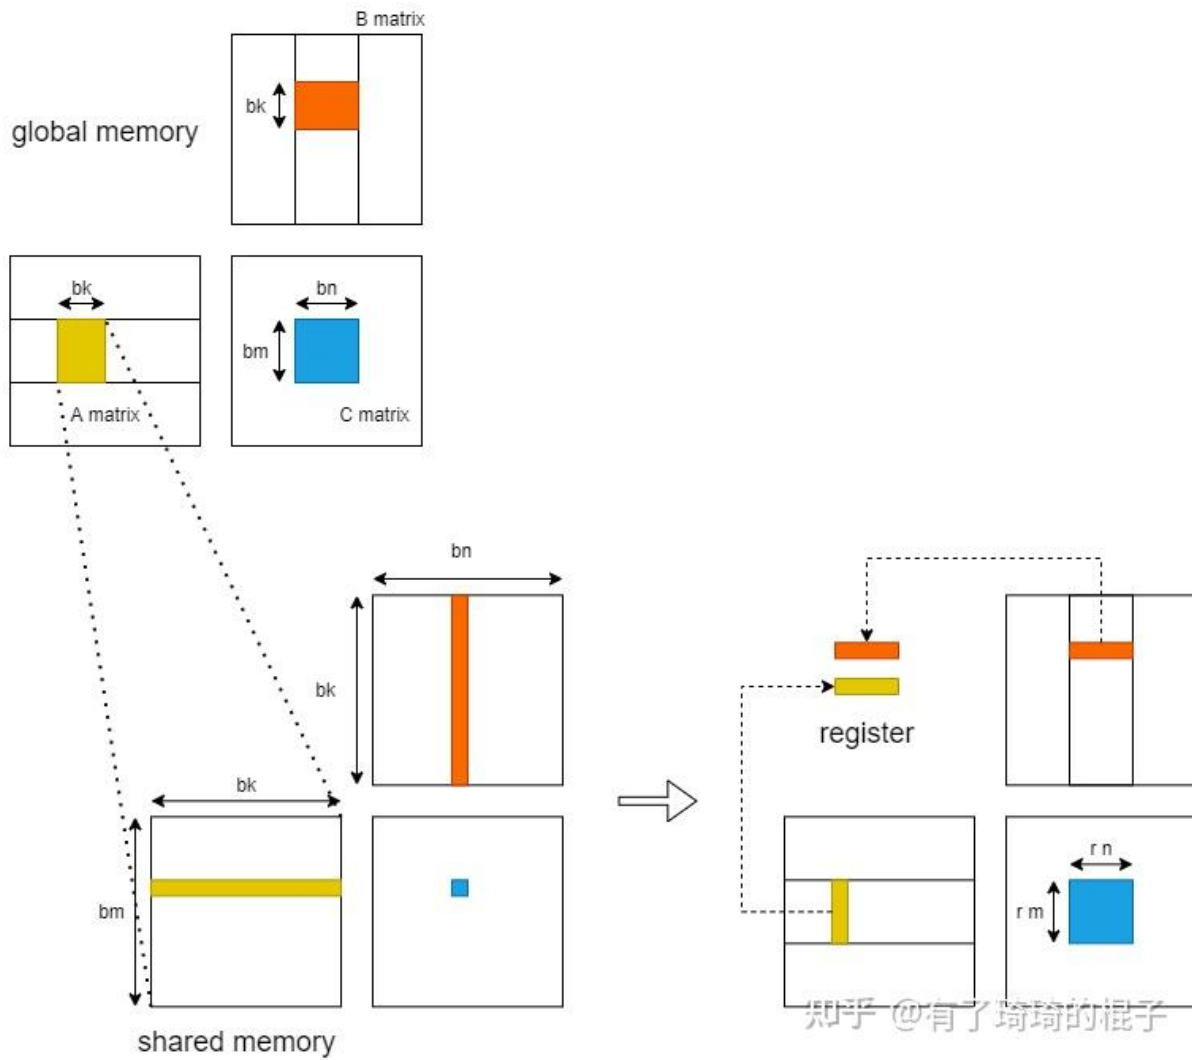 B matrix
bk
global memory
bk
bn
bm
A matrix
C matrix
bn
bk
register
bk
r n
r m
bm
知乎 @有了琦琦的棍子
shared memory